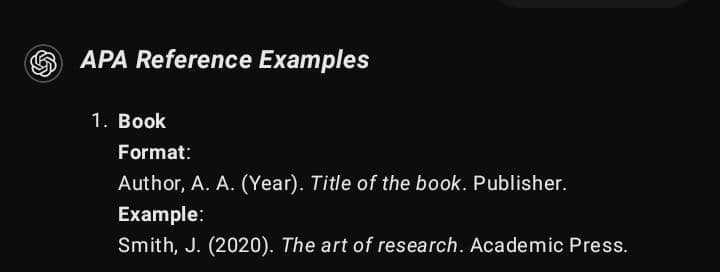 APA Reference Examples
1. Book
Format:
Author, A. A. (Year). Title of the book. Publisher.
Example:
Smith, J. (2020). The art of research. Academic Press.